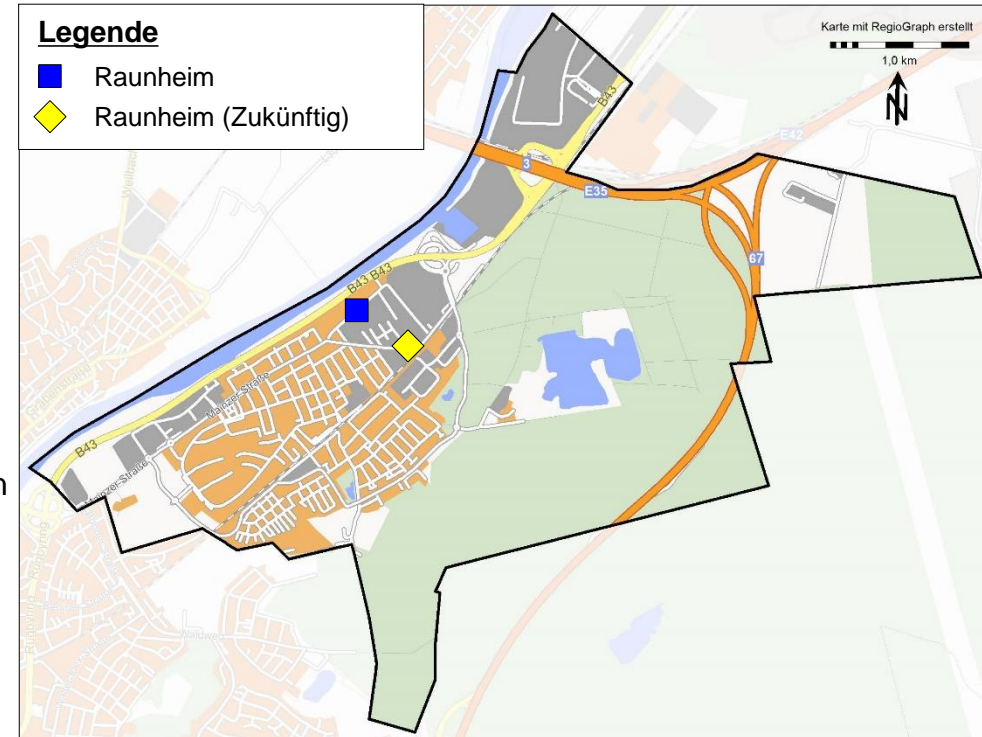 Legende
Raunheim
Raunheim (Zukünftig)
Karte mit RegioGraph erstellt
1,0 km
N
B43
E42
3
E35
67
B43 B43
Mainzer-Straße
B43
Mainzer-Straße
n
Waldweg